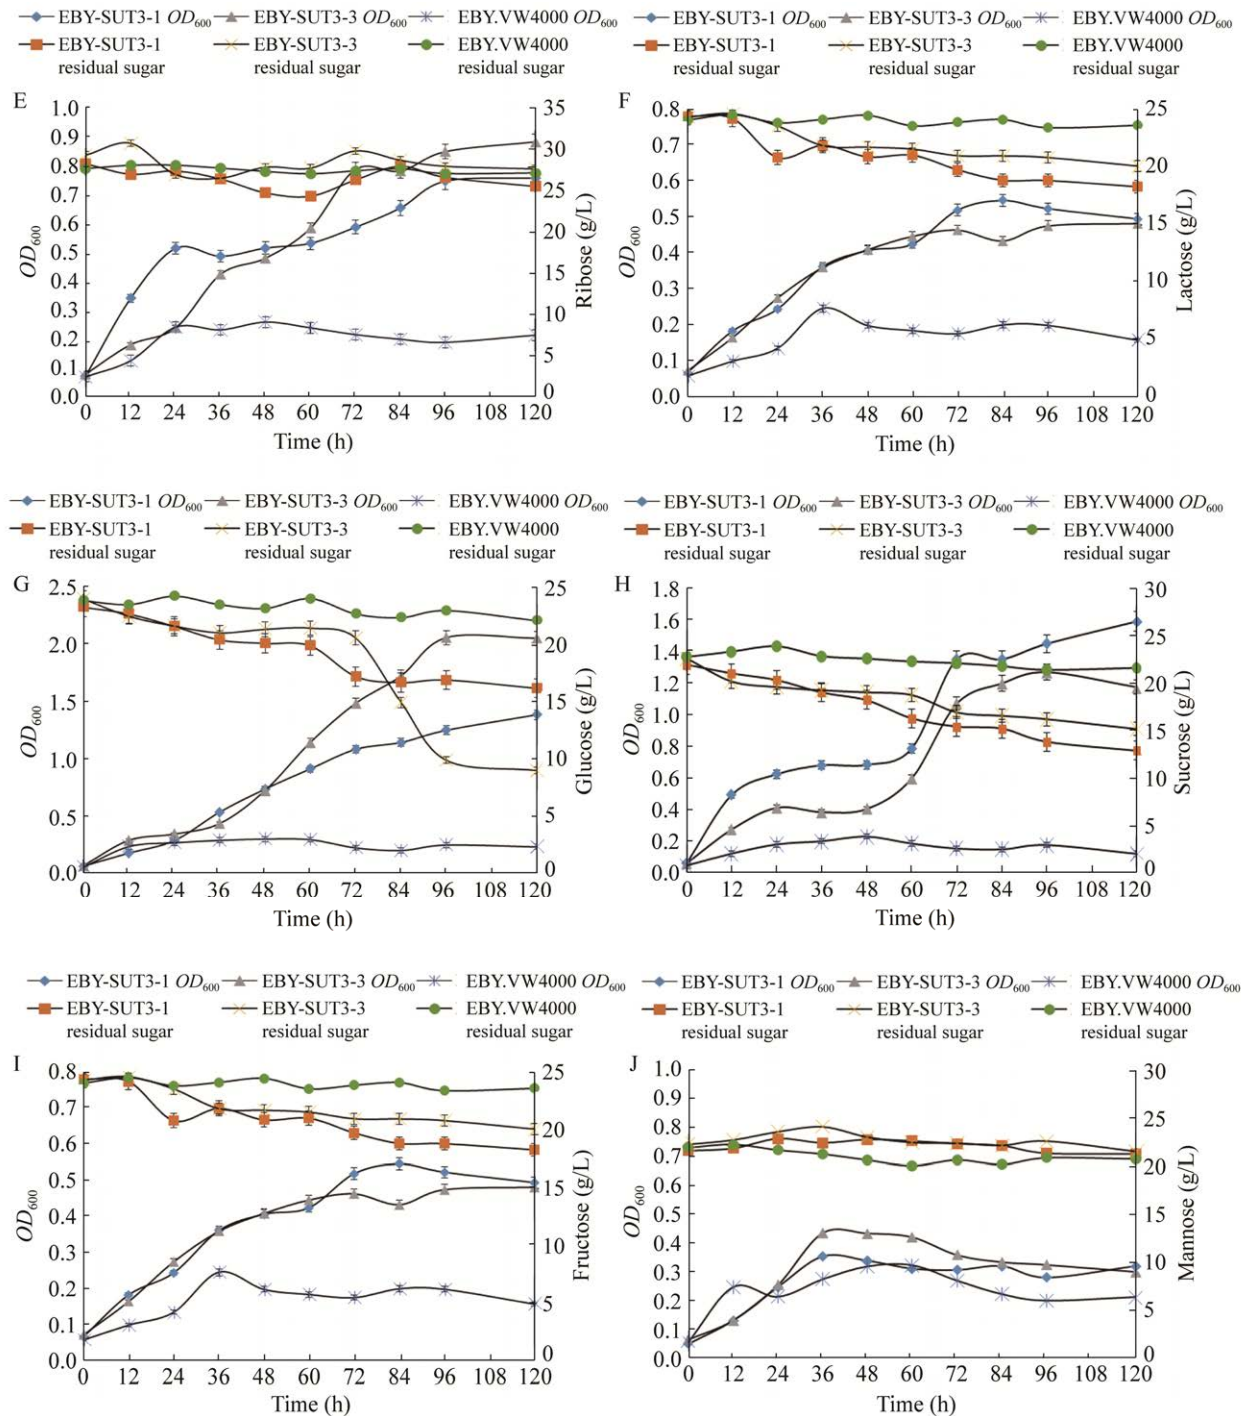 EBY-SUT3-1 OD600 EBY-SUT3-3 OD600 EBY.VW4000 OD600
EBY-SUT3-1 residual sugar EBY-SUT3-3 residual sugar EBY.VW4000 residual sugar
E
1.0
0.9
0.8
0.7
0.6
0.5
0.4
0.3
0.2
0.1
0.0
OD600
35
30
25
20
15
10
5
0
Ribose (g/L)
0 12 24 36 48 60 72 84 96 108 120
Time (h)
EBY-SUT3-1 OD600 EBY-SUT3-3 OD600 EBY.VW4000 OD600
EBY-SUT3-1 residual sugar EBY-SUT3-3 residual sugar EBY.VW4000 residual sugar
F
0.8
0.7
0.6
0.5
0.4
0.3
0.2
0.1
0.0
OD600
25
20
15
10
5
0
Lactose (g/L)
0 12 24 36 48 60 72 84 96 108 120
Time (h)
EBY-SUT3-1 OD600 EBY-SUT3-3 OD600 EBY.VW4000 OD600
EBY-SUT3-1 residual sugar EBY-SUT3-3 residual sugar EBY.VW4000 residual sugar
G
2.5
2.0
1.5
1.0
0.5
0.0
OD600
25
20
15
10
5
0
Glucose (g/L)
0 12 24 36 48 60 72 84 96 108 120
Time (h)
EBY-SUT3-1 OD600 EBY-SUT3-3 OD600 EBY.VW4000 OD600
EBY-SUT3-1 residual sugar EBY-SUT3-3 residual sugar EBY.VW4000 residual sugar
H
1.8
1.6
1.4
1.2
1.0
0.8
0.6
0.4
0.2
0.0
OD600
30
25
20
15
10
5
0
Sucrose (g/L)
0 12 24 36 48 60 72 84 96 108 120
Time (h)
EBY-SUT3-1 OD600 EBY-SUT3-3 OD600 EBY.VW4000 OD600
EBY-SUT3-1 residual sugar EBY-SUT3-3 residual sugar EBY.VW4000 residual sugar
I
0.8
0.7
0.6
0.5
0.4
0.3
0.2
0.1
0.0
OD600
25
20
15
10
5
0
Fructose (g/L)
0 12 24 36 48 60 72 84 96 108 120
Time (h)
EBY-SUT3-1 OD600 EBY-SUT3-3 OD600 EBY.VW4000 OD600
EBY-SUT3-1 residual sugar EBY-SUT3-3 residual sugar EBY.VW4000 residual sugar
J
1.0
0.9
0.8
0.7
0.6
0.5
0.4
0.3
0.2
0.1
0.0
OD600
30
25
20
15
10
5
0
Mannose (g/L)
0 12 24 36 48 60 72 84 96 108 120
Time (h)